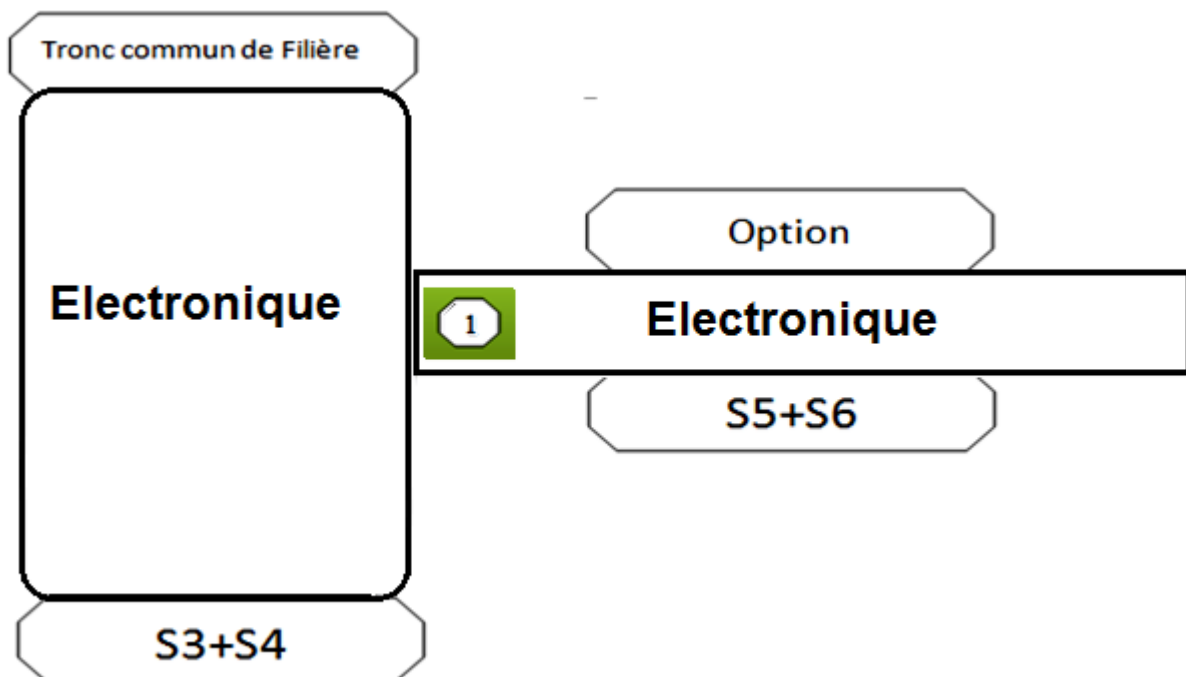 Tronc commun de Filière
Electronique
S3+S4
Option
1
Electronique
S5+S6